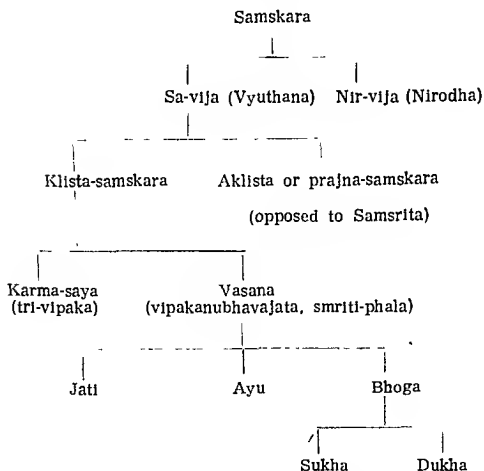 Samskara
Sa-vija (Vyuthana) Nir-vija (Nirodha)
Klista-samskara Aklista or prajna-samskara
(opposed to Samsrita)
Karma-saya Vasana
(tri-vipaka) (vipakanubhavajata, smriti-phala)
Jati Ayu Bhoga
Sukha Dukha